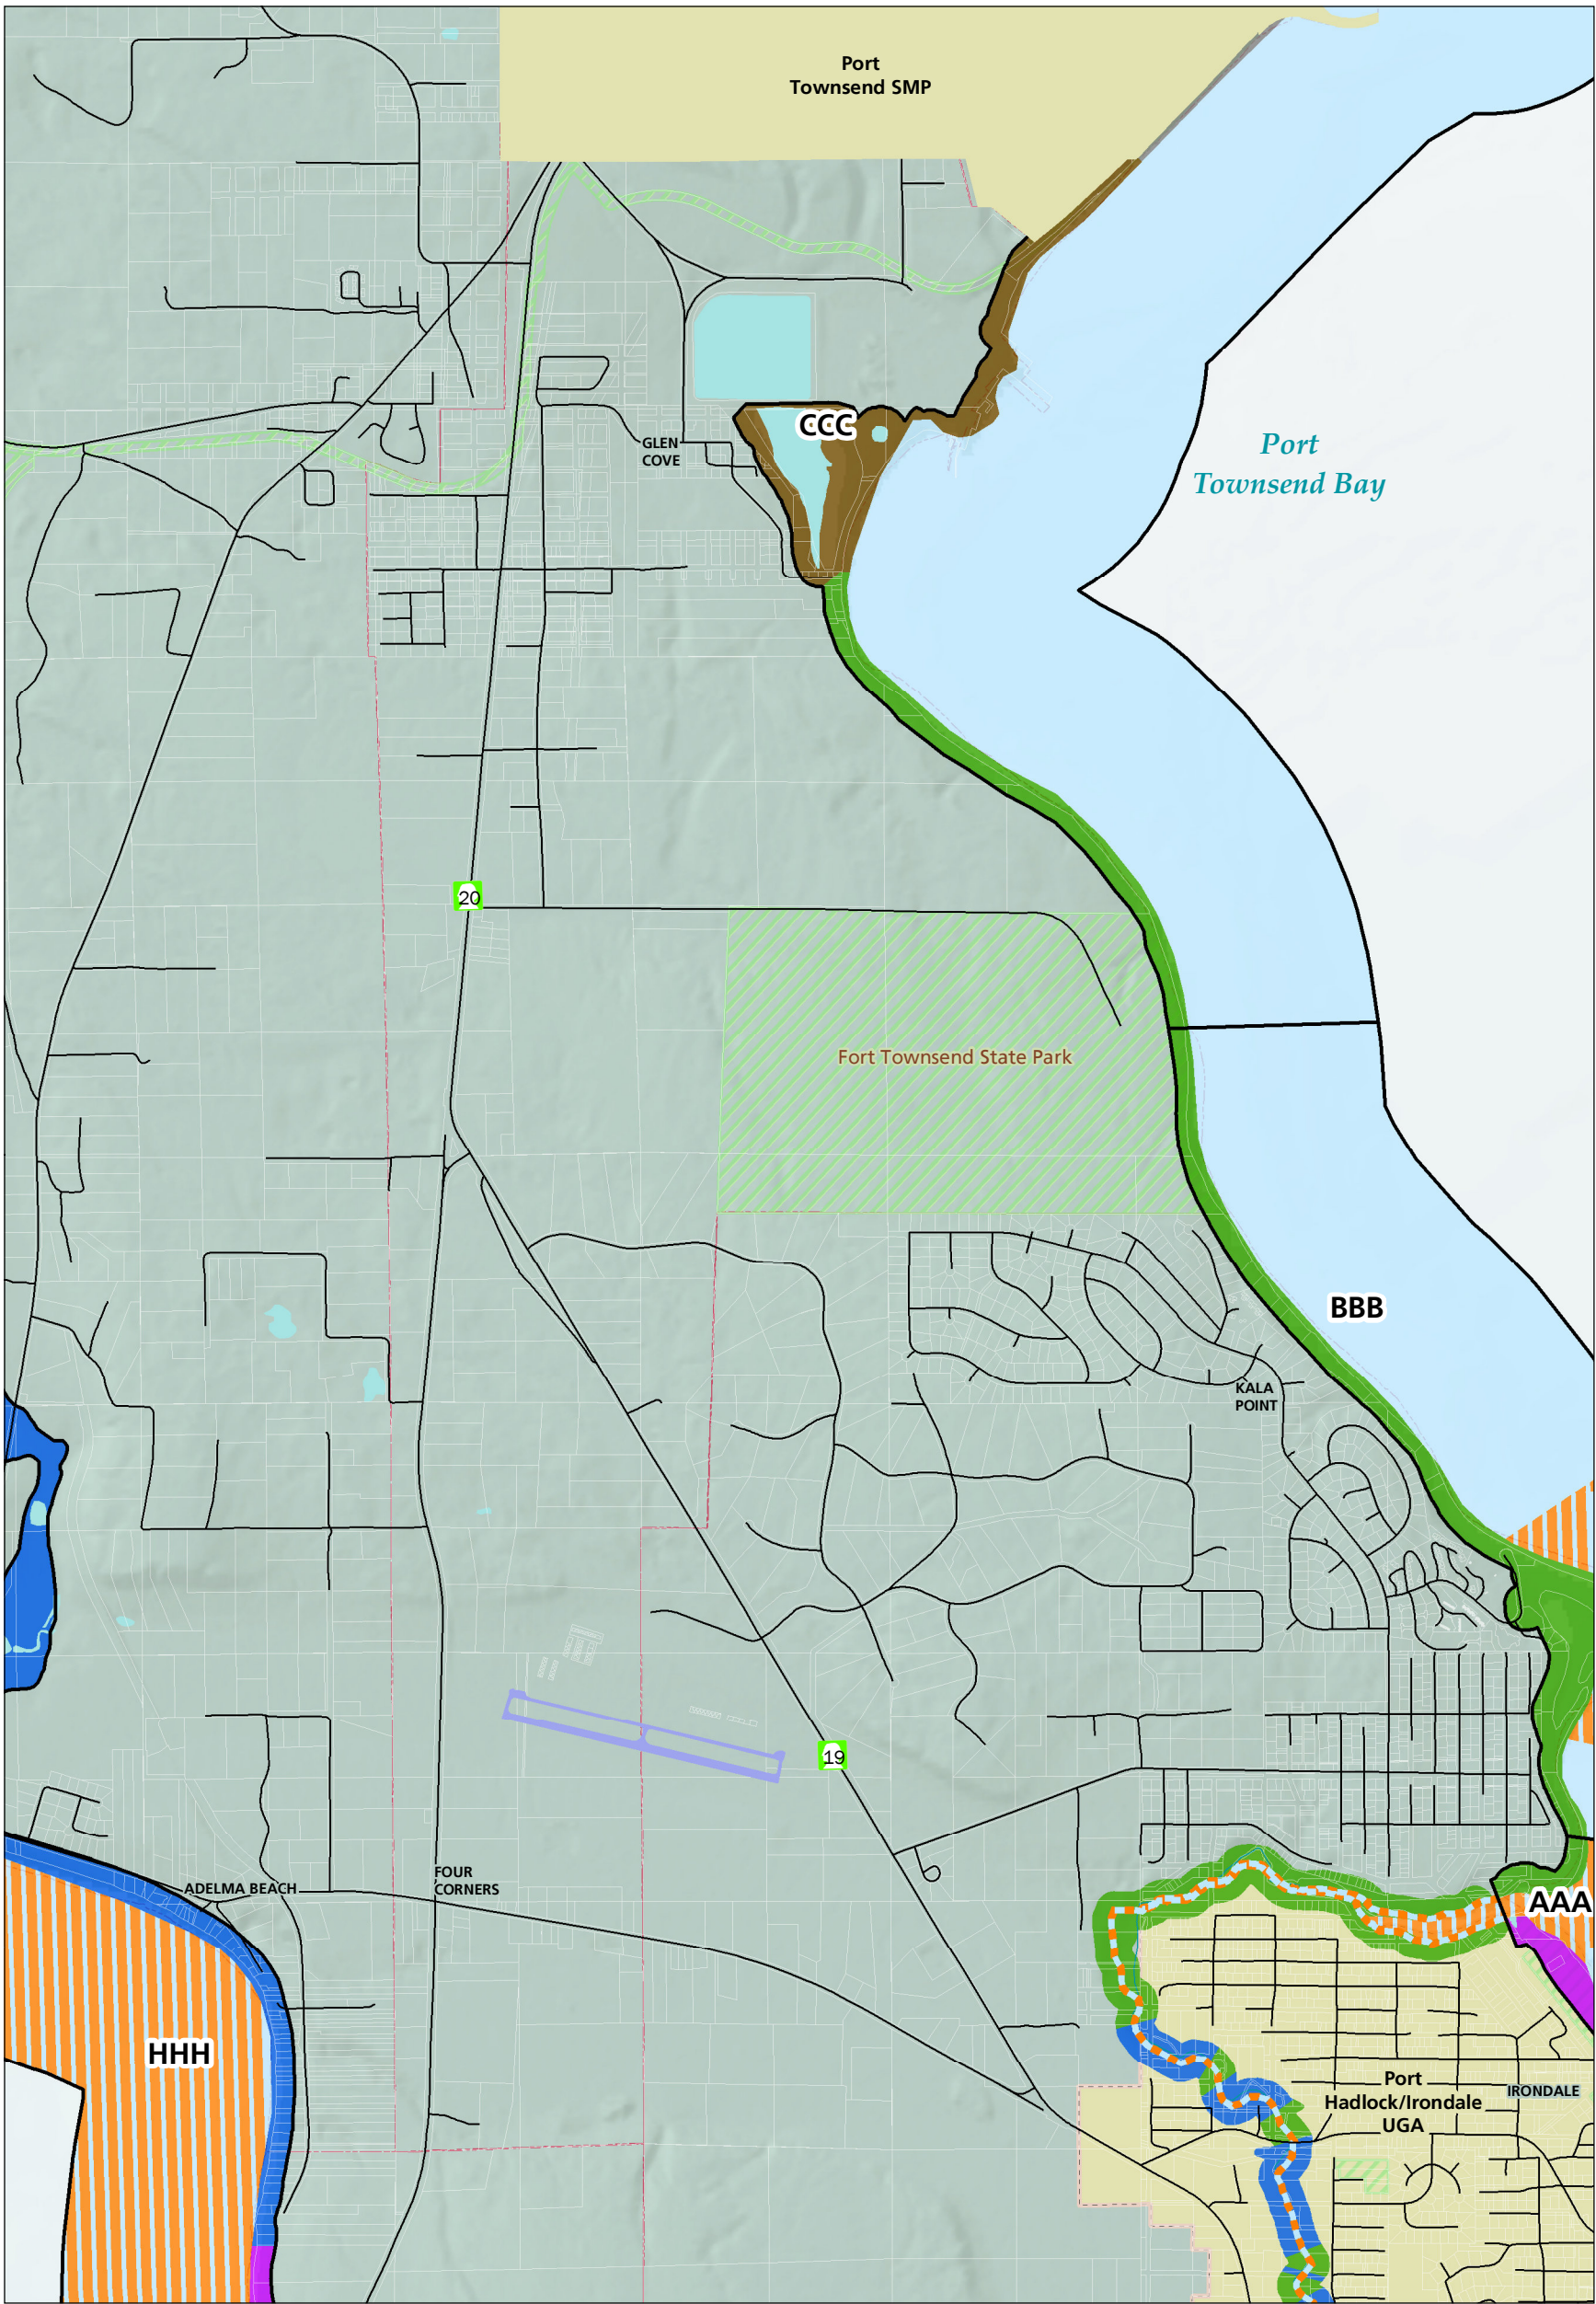 Port
Townsend SMP
CCC
GLEN
COVE
Port
Townsend Bay
20
Fort Townsend State Park
BBB
KALA
POINT
19
FOUR
CORNERS
ADELMA BEACH
AAA
HHH
Port
Hadlock/Irondale
UGA
IRONDALE